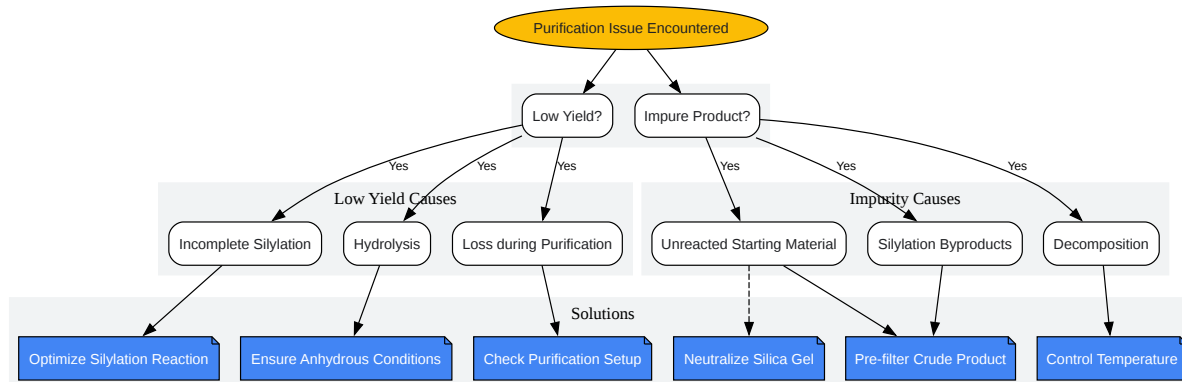 Purification Issue Encountered
Low Yield?
Impure Product?
Yes
Yes
Yes
Yes
Yes
Yes
Low Yield Causes
Impurity Causes
Incomplete Silylation
Hydrolysis
Loss during Purification
Unreacted Starting Material
Silylation Byproducts
Decomposition
Solutions
Optimize Silylation Reaction
Ensure Anhydrous Conditions
Check Purification Setup
Neutralize Silica Gel
Pre-filter Crude Product
Control Temperature